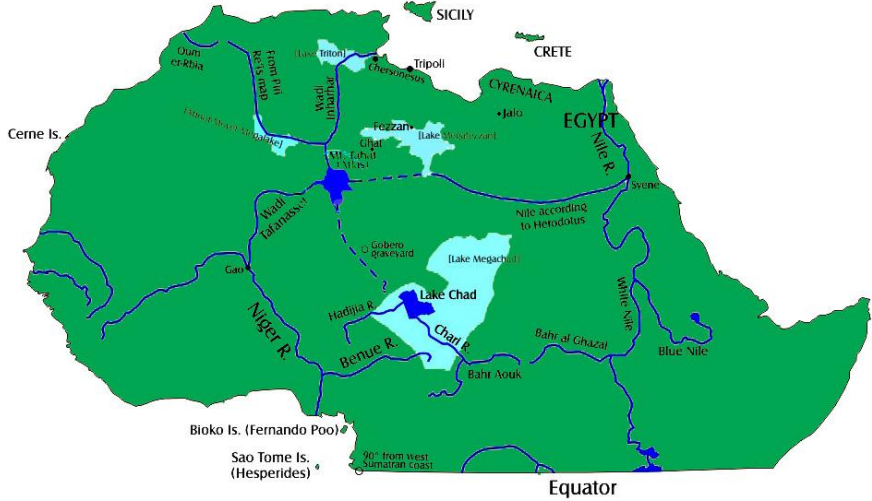 SICILY
CRETE
Oum
er-Rbia
From Piri
Re'is map
[Lake Triton]
Chersonesus
Tripoli
Wadi
CYRENAICA
Jalo
EGYPT
Nile R.
Cerne Is.
Fezzan
Ghat
Mt. Tahat
(Atlas)
Syene
Nile according
to Herodotus
Wadi
Tafanasset
Gobero
graveyard
[Lake Megachad]
Gao
Lake Chad
White Nile
Hadijia R.
Niger R.
Chari R.
Bahr al Ghazal
Blue Nile
Benue R.
Bahr Aouk
Bioko Is. (Fernando Poo)
Sao Tome Is.
(Hesperides)
90° from west
Sumatran coast
Equator